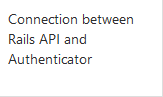 Connection between
Rails API and
Authenticator